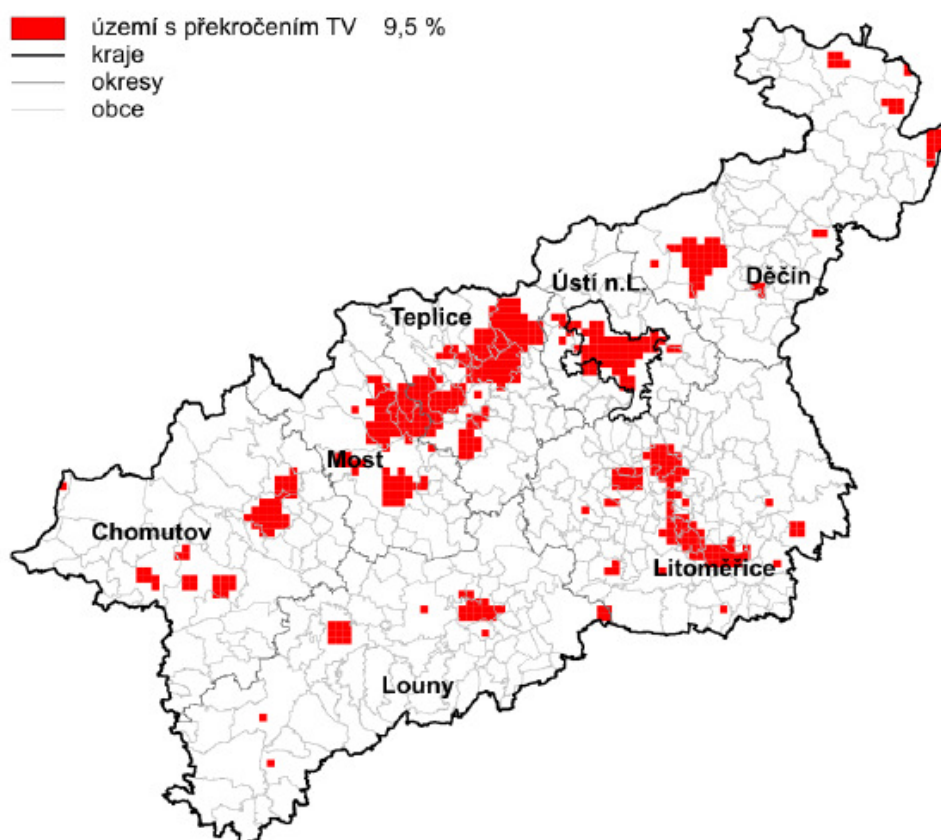 území s překročením TV 9,5 %
kraje
okresy
obce
Ústí n.L.
Děčín
Teplice
Most
Chomutov
Litoměřice
Louny